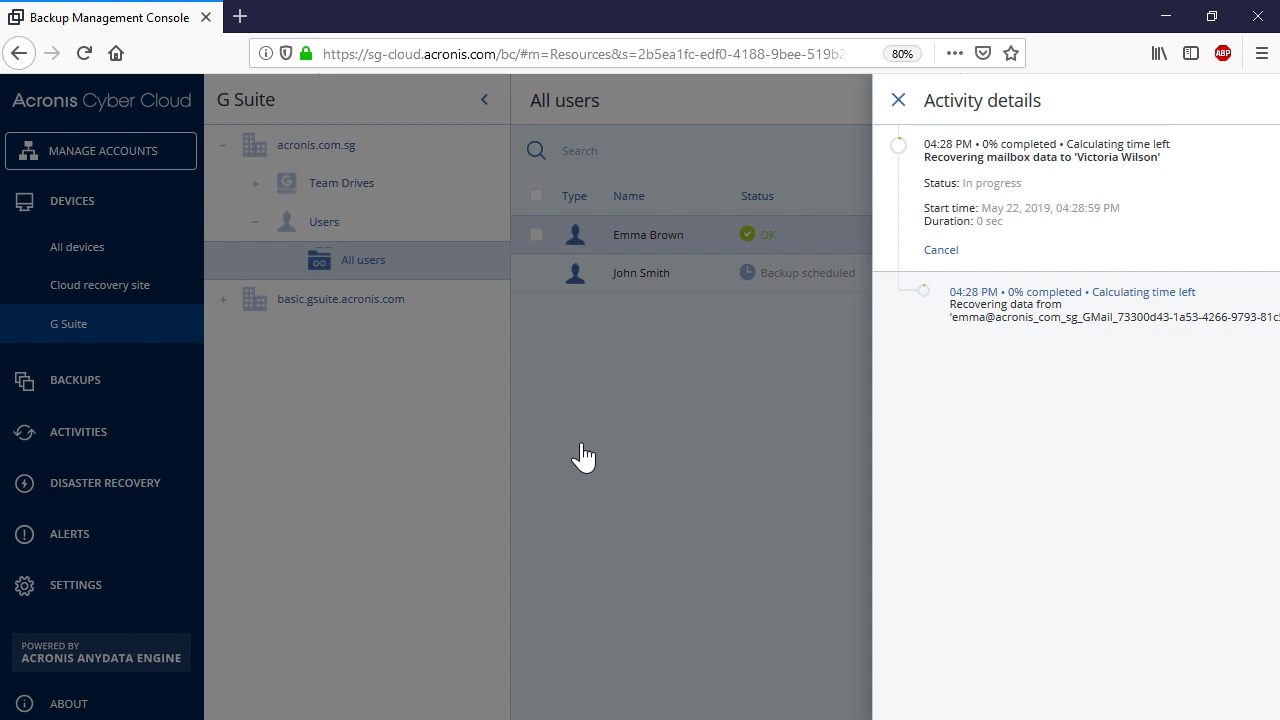 Backup Management Console
https://sg-cloud.acronis.com/bc/#m=Resources&s=2b5ea1fc-edf0-4188-9bee-519b2
80%
ABP
Acronis Cyber Cloud
MANAGE ACCOUNTS
DEVICES
All devices
Cloud recovery site
G Suite
BACKUPS
ACTIVITIES
DISASTER RECOVERY
ALERTS
SETTINGS
POWERED BY
ACRONIS ANYDATA ENGINE
ABOUT
G Suite
acronis.com.sg
Team Drives
Users
All users
basic.gsuite.acronis.com
All users
Search
Type Name Status
Emma Brown OK
John Smith Backup scheduled
Activity details
04:28 PM • 0% completed • Calculating time left
Recovering mailbox data to 'Victoria Wilson'
Status: In progress
Start time: May 22, 2019, 04:28:59 PM
Duration: 0 sec
Cancel
04:28 PM • 0% completed • Calculating time left
Recovering data from
'emma@acronis_com_sg_GMail_73300d43-1a53-4266-9793-81c5